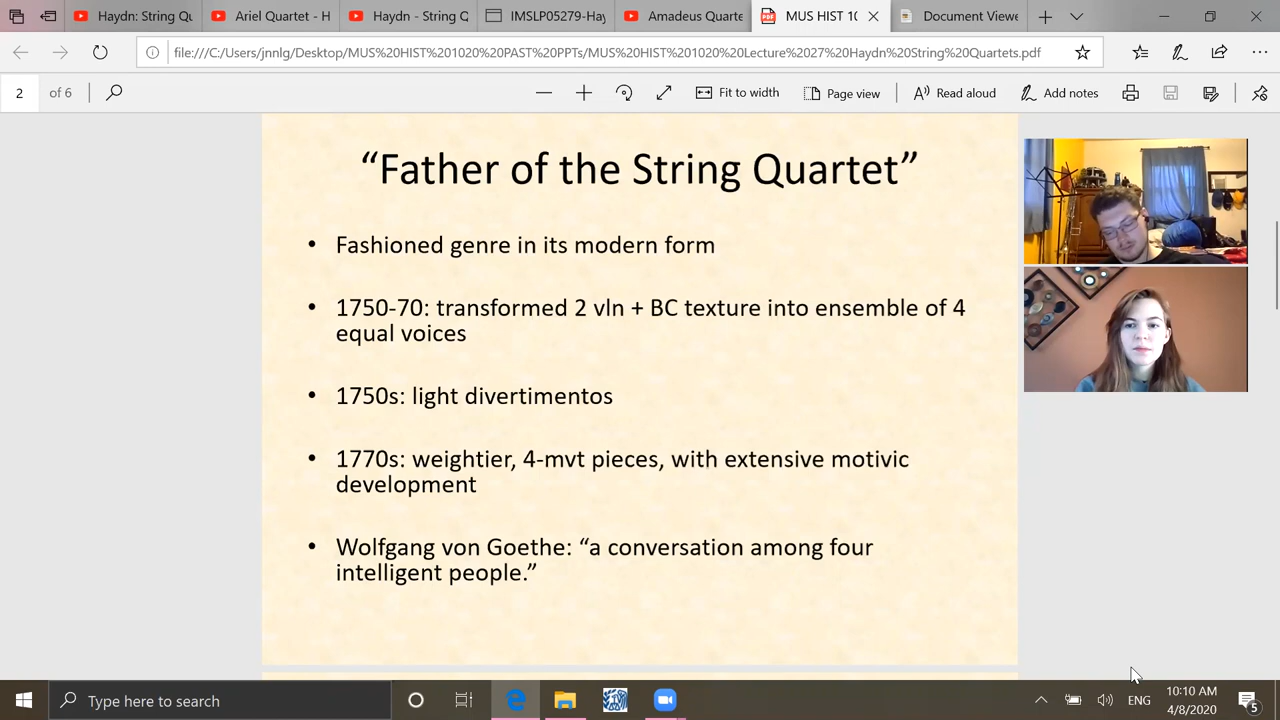 Haydn: String Qu
Ariel Quartet - H
Haydn - String Q
IMSLP05279-Hay
Amadeus Quarte
MUS HIST 10
Document Viewe
file:///C:/Users/jnnlg/Desktop/MUS%20HIST%201020%20PAST%20PPTs/MUS%20HIST%201020%20Lecture%2027%20Haydn%20String%20Quartets.pdf
2 of 6
Fit to width
Page view
Read aloud
Add notes
“Father of the String Quartet”
• Fashioned genre in its modern form
• 1750-70: transformed 2 vln + BC texture into ensemble of 4
equal voices
• 1750s: light divertimentos
• 1770s: weightier, 4-mvt pieces, with extensive motivic
development
• Wolfgang von Goethe: “a conversation among four
intelligent people.”
Type here to search
ENG
10:10 AM
4/8/2020
5